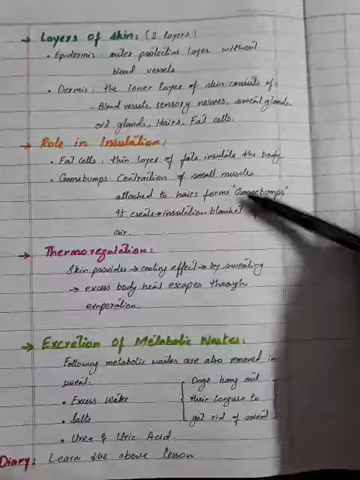 → Layers of skin: (2 layers)
• Epidermis: outer protective layer without
blood vessels
• Dermis: the inner layer of skin consists of:
- Blood vessels, sensory nerves, sweat glands,
oil glands, Hairs, Fat cells.
→ Role in Insulation:
• Fat cells: thin layer of fats insulate the body
• Goosebumps: Contraction of small muscles
attached to hairs forms "Goosebumps"
It create → insulation blanket
air.
→ Thermoregulation:
Skin provides → cooling effect → by sweating
→ excess body heat escapes through
evaporation.
→ Excretion of Metabolic Wastes:
Following metabolic wastes are also removed in
sweat:
• Excess Water
• Salts
• Urea & Uric Acid.
Dogs hang out
their tongues to
get rid of sweat
Diary: Learn the above lesson.